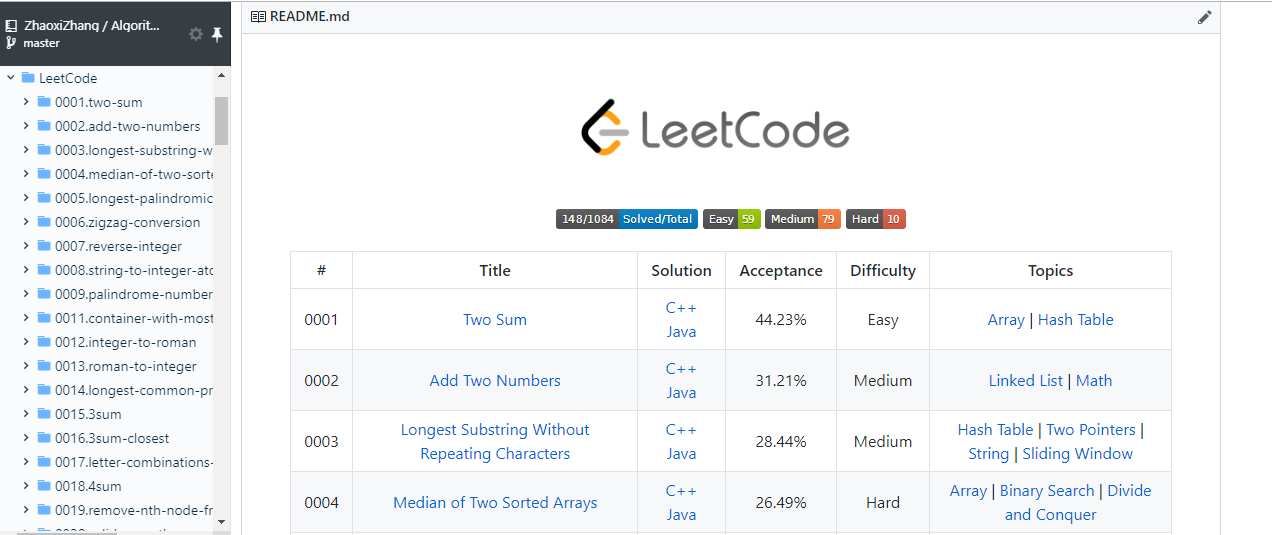 ZhaoxiZhang / Algorit...
master
LeetCode
0001.two-sum
0002.add-two-numbers
0003.longest-substring-w
0004.median-of-two-sorte
0005.longest-palindromic
0006.zigzag-conversion
0007.reverse-integer
0008.string-to-integer-atc
0009.palindrome-number
0011.container-with-most
0012.integer-to-roman
0013.roman-to-integer
0014.longest-common-pr
0015.3sum
0016.3sum-closest
0017.letter-combinations-
0018.4sum
0019.remove-nth-node-fr
README.md
LeetCode
148/1084 Solved/Total Easy 59 Medium 79 Hard 10
# Title Solution Acceptance Difficulty Topics
0001 Two Sum C++ Java 44.23% Easy Array | Hash Table
0002 Add Two Numbers C++ Java 31.21% Medium Linked List | Math
0003 Longest Substring Without Repeating Characters C++ Java 28.44% Medium Hash Table | Two Pointers | String | Sliding Window
0004 Median of Two Sorted Arrays C++ Java 26.49% Hard Array | Binary Search | Divide and Conquer